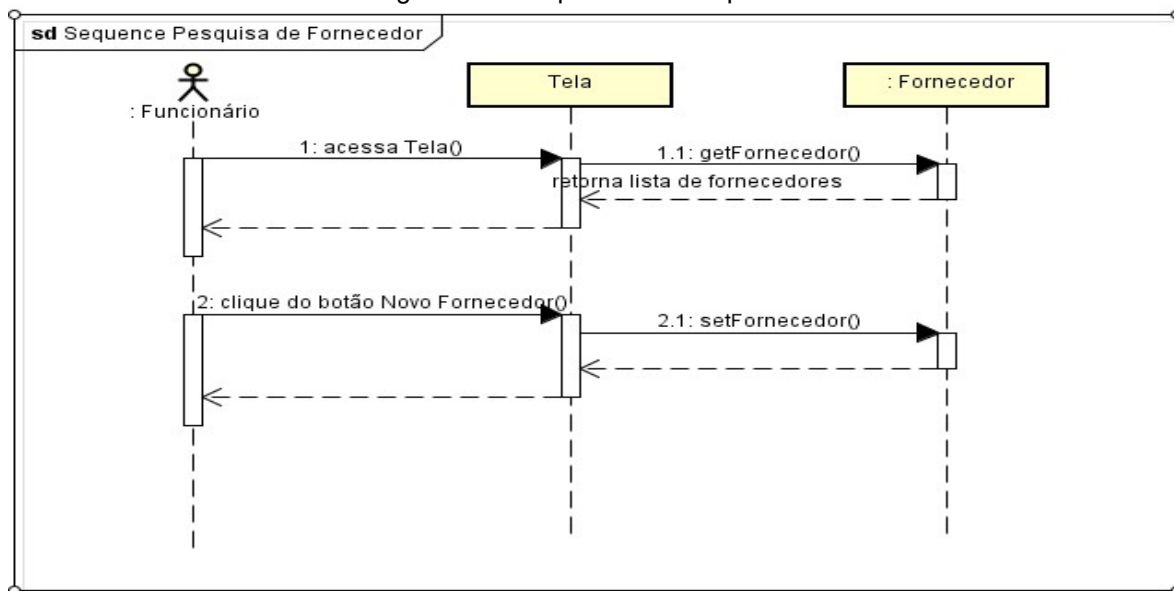 sd Sequence Pesquisa de Fornecedor
: Funcionário
Tela
: Fornecedor
1: acessa Tela()
1.1: getFornecedor()
retorna lista de fornecedores
2: clique do botão Novo Fornecedor()
2.1: setFornecedor()